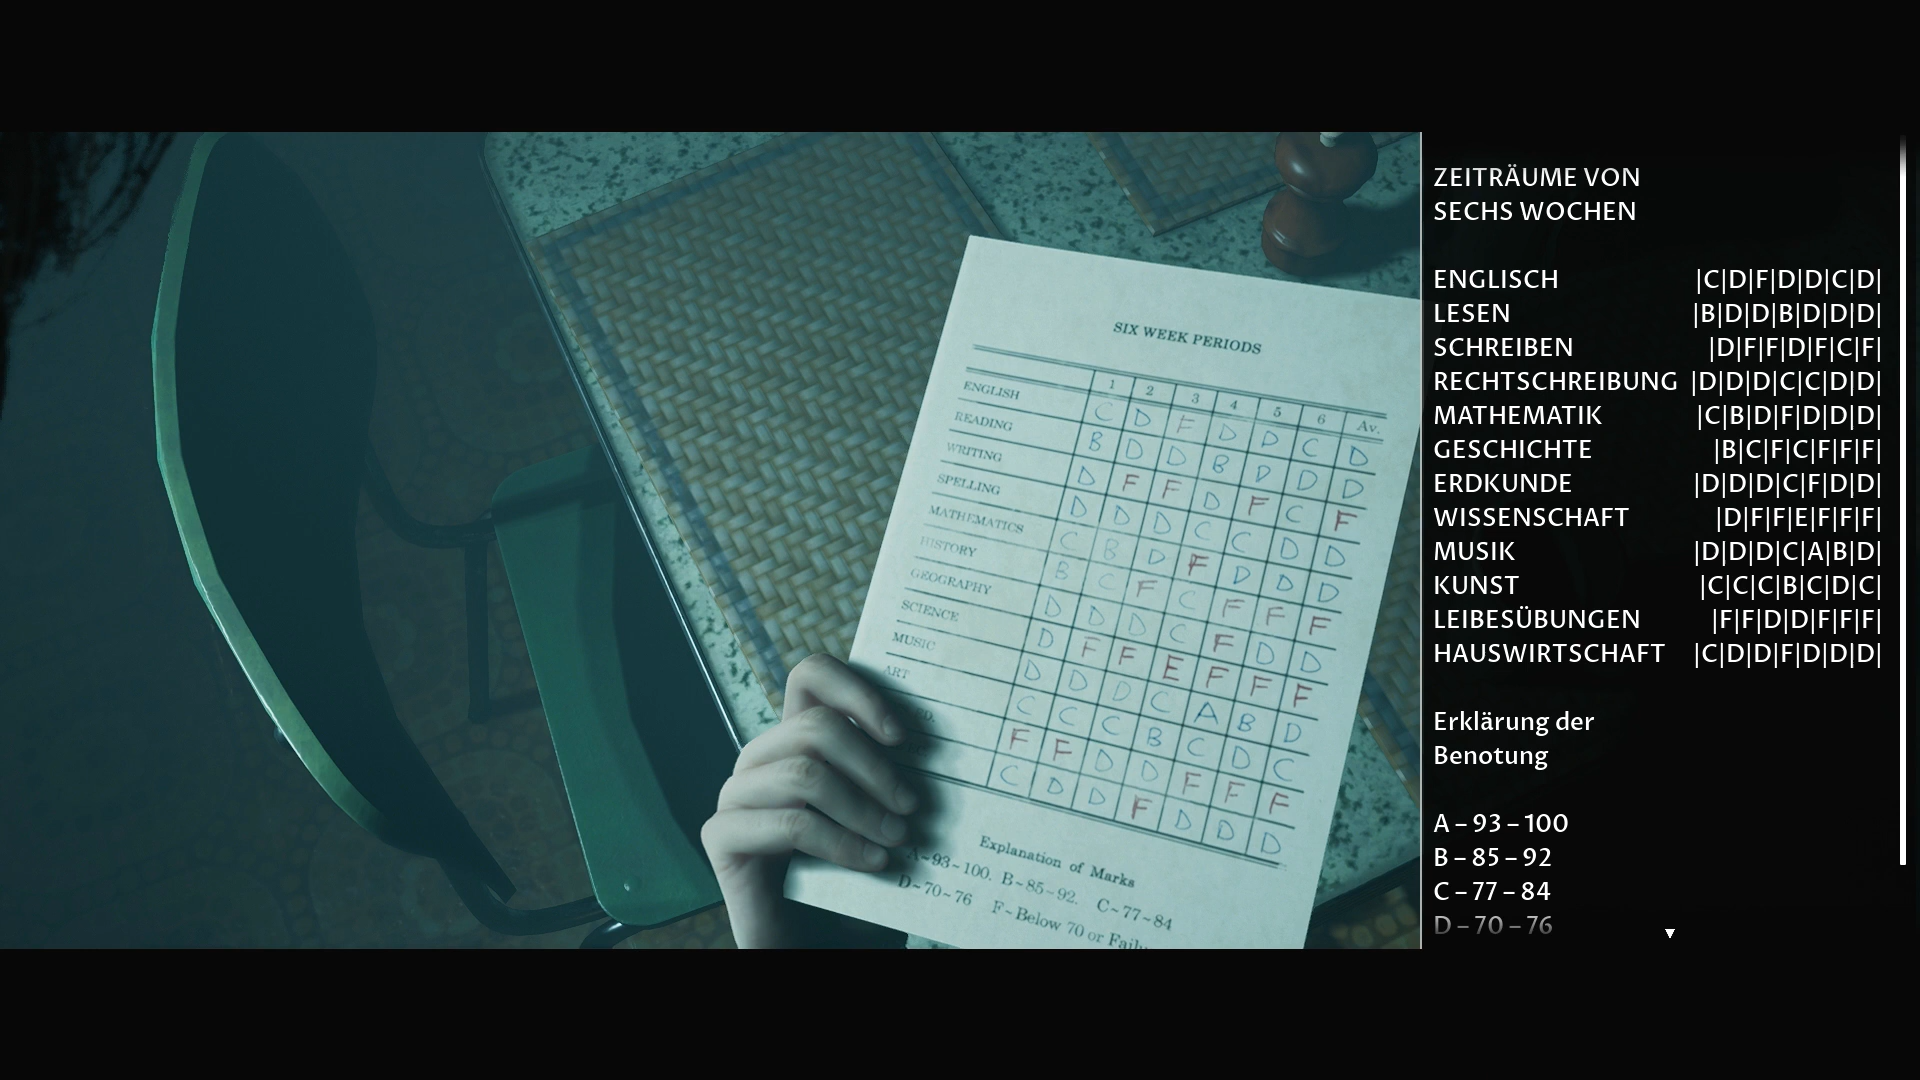 SIX WEEK PERIODS
1 2 3 4 5 6 Av.
ENGLISH C D F D D C D
READING B D D B D D D
WRITING D F F D F C F
SPELLING D D D C C D D
MATHEMATICS C B D F D D D
HISTORY B C F C F F F
GEOGRAPHY D D D C F D D
SCIENCE D F F E F F F
MUSIC D D D C A B D
ART C C C B C D C
ED. F F D D F F F
C D D F D D D
Explanation of Marks
A~93~100. B~85~92. C~77~84
D~70~76 F~Below 70 or
ZEITRÄUME VON
SECHS WOCHEN
ENGLISCH |C|D|F|D|D|C|D|
LESEN |B|D|D|B|D|D|D|
SCHREIBEN |D|F|F|D|F|C|F|
RECHTSCHREIBUNG |D|D|D|C|C|D|D|
MATHEMATIK |C|B|D|F|D|D|D|
GESCHICHTE |B|C|F|C|F|F|F|
ERDKUNDE |D|D|D|C|F|D|D|
WISSENSCHAFT |D|F|F|E|F|F|F|
MUSIK |D|D|D|C|A|B|D|
KUNST |C|C|C|B|C|D|C|
LEIBESÜBUNGEN |F|F|D|D|F|F|F|
HAUSWIRTSCHAFT |C|D|D|F|D|D|D|
Erklärung der
Benotung
A – 93 – 100
B – 85 – 92
C – 77 – 84
D – 70 – 76